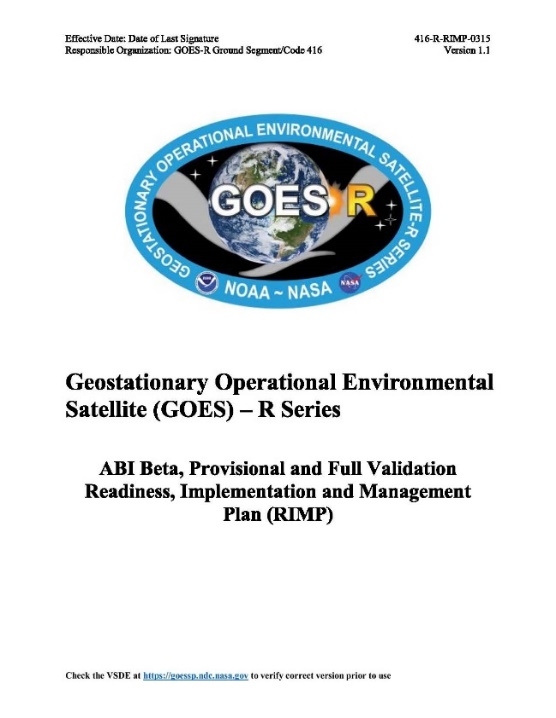 Effective Date: Date of Last Signature 416-R-RIMP-0315
Responsible Organization: GOES-R Ground Segment/Code 416 Version 1.1
GEOSTATIONARY OPERATIONAL ENVIRONMENTAL SATELLITE-R SERIES
GOES R
NOAA ~ NASA
NASA
Geostationary Operational Environmental
Satellite (GOES) – R Series
ABI Beta, Provisional and Full Validation
Readiness, Implementation and Management
Plan (RIMP)
Check the VSDE at https://goessp.ndc.nasa.gov to verify correct version prior to use